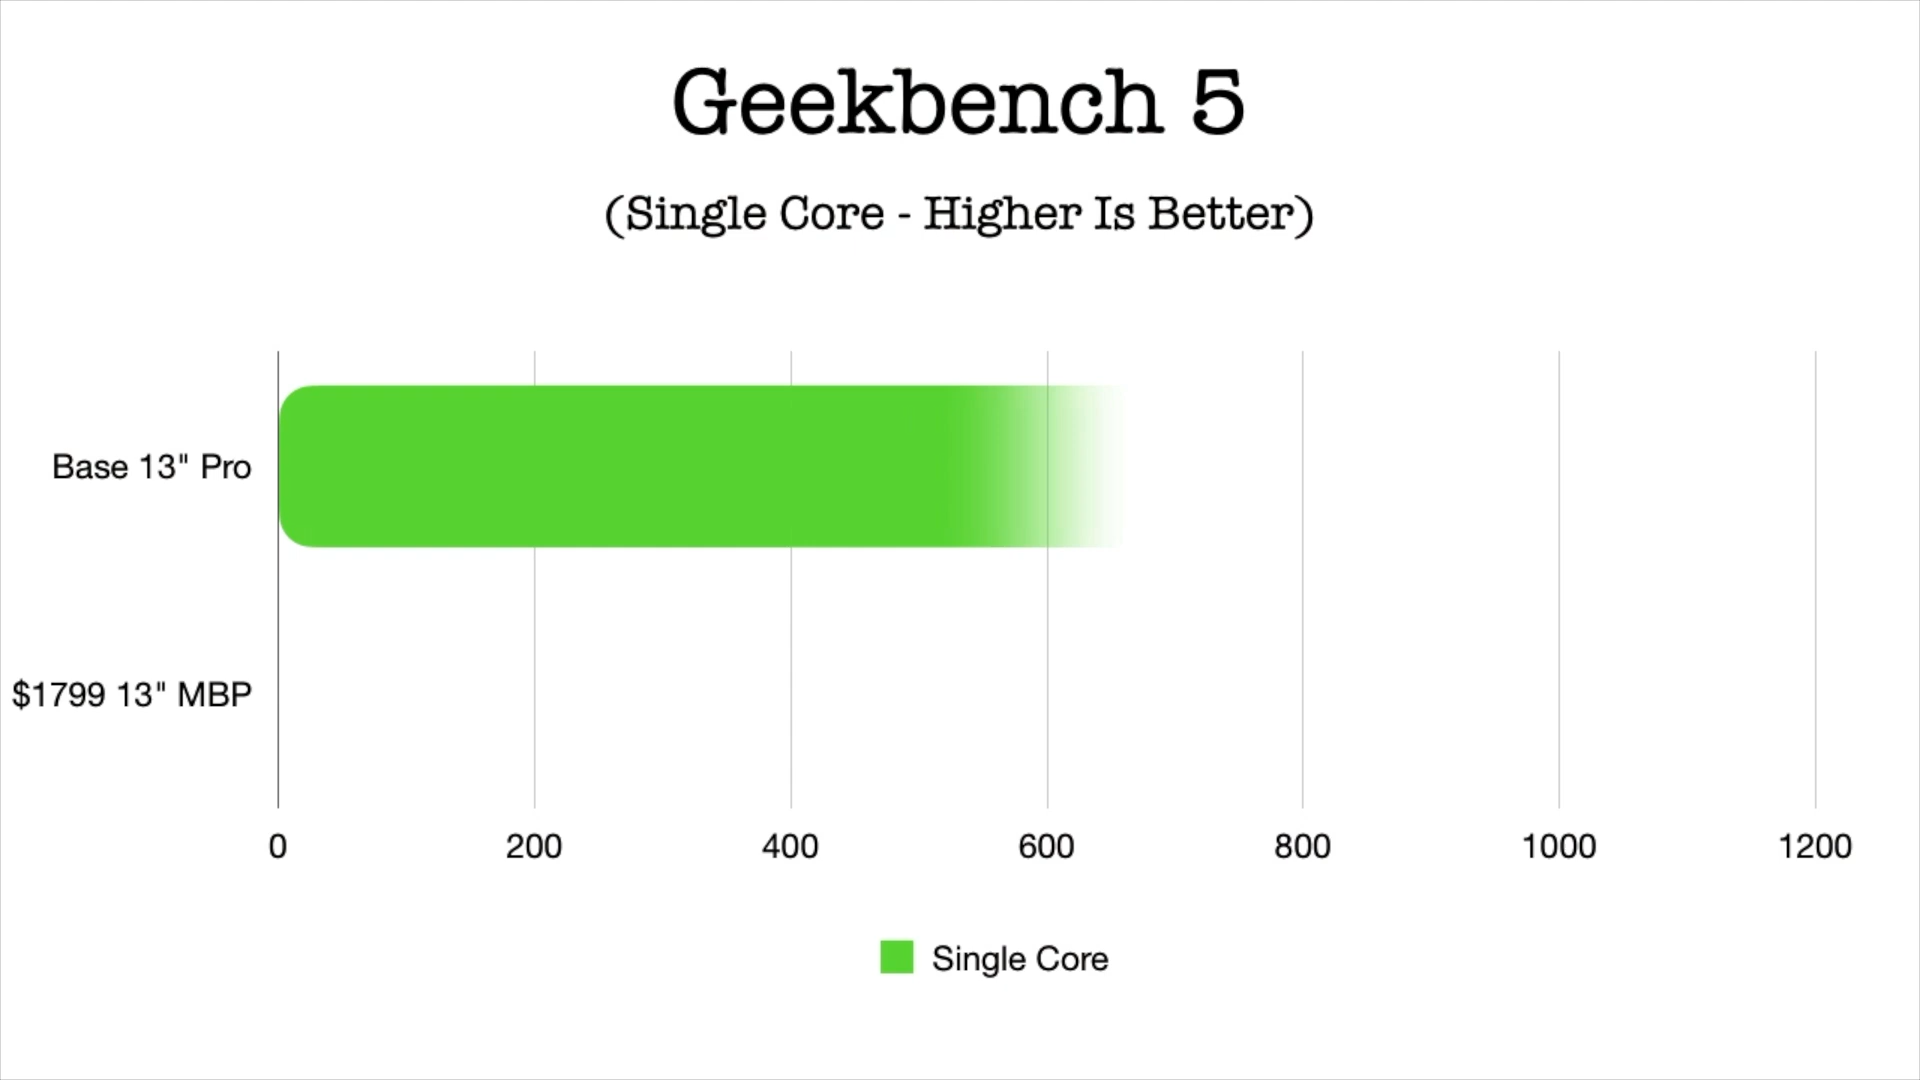 Geekbench 5
(Single Core - Higher Is Better)
Base 13" Pro
$1799 13" MBP
0 200 400 600 800 1000 1200
Single Core